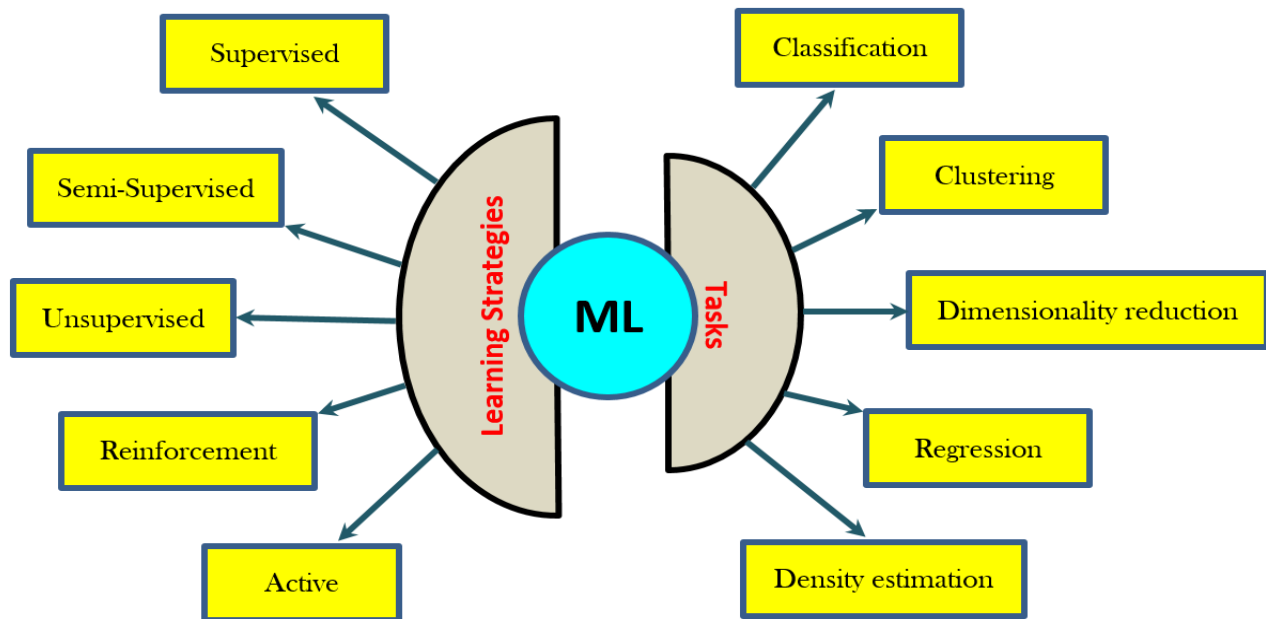 Supervised
Semi-Supervised
Unsupervised
Reinforcement
Active
Learning Strategies
ML
Tasks
Classification
Clustering
Dimensionality reduction
Regression
Density estimation